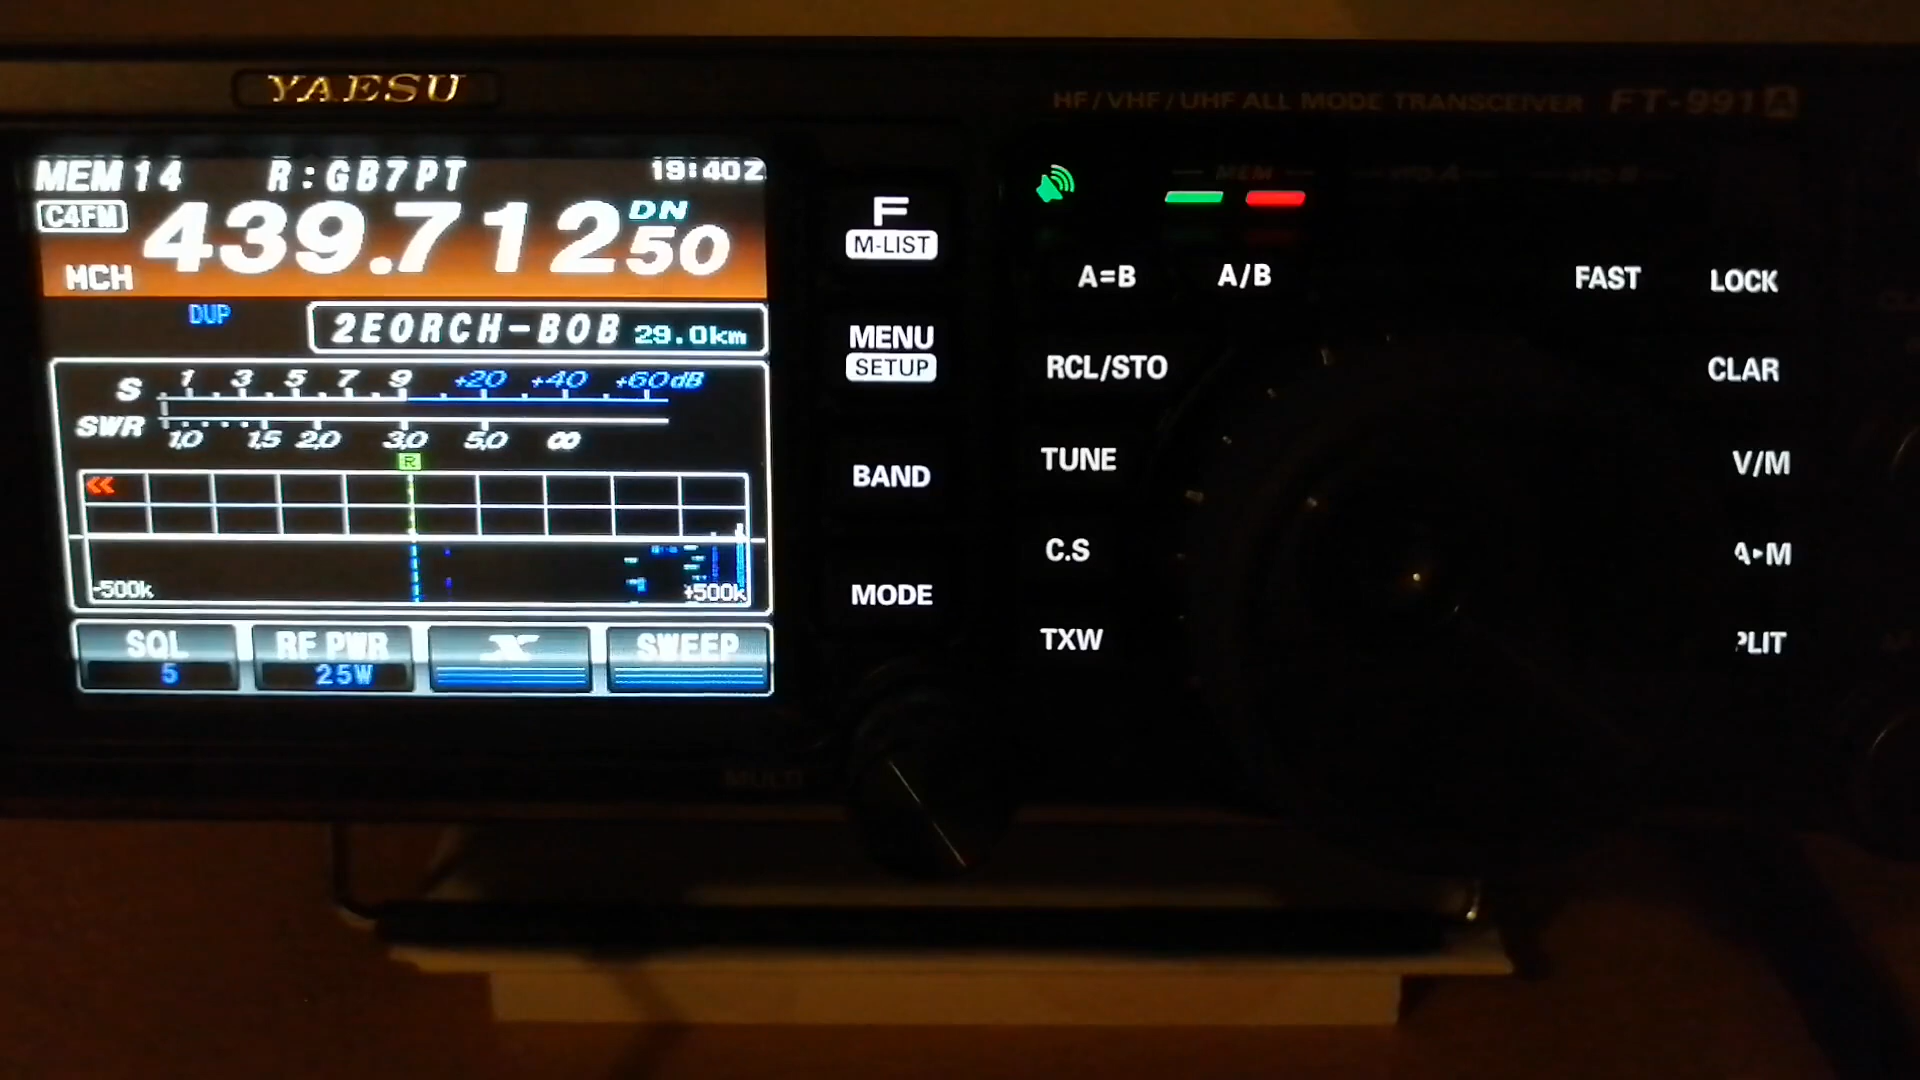 YAESU
HF/VHF/UHF ALL MODE TRANSCEIVER FT-991A
MEM 14 R:GB7PT 19:40Z
C4FM 439.712.50 DN
MCH
DUP
2E0RCH-BOB 29.0km
S 1 3 5 7 9 +20 +40 +60dB
SWR 1.0 1.5 2.0 3.0 5.0 ∞
R
-500k +500k
SQL RF PWR SWEEP
5 25W
F
M-LIST
MENU
SETUP
BAND
MODE
MULTI
MEM
A=B A/B FAST LOCK
RCL/STO CLAR
TUNE V/M
C.S A▸M
TXW PLIT